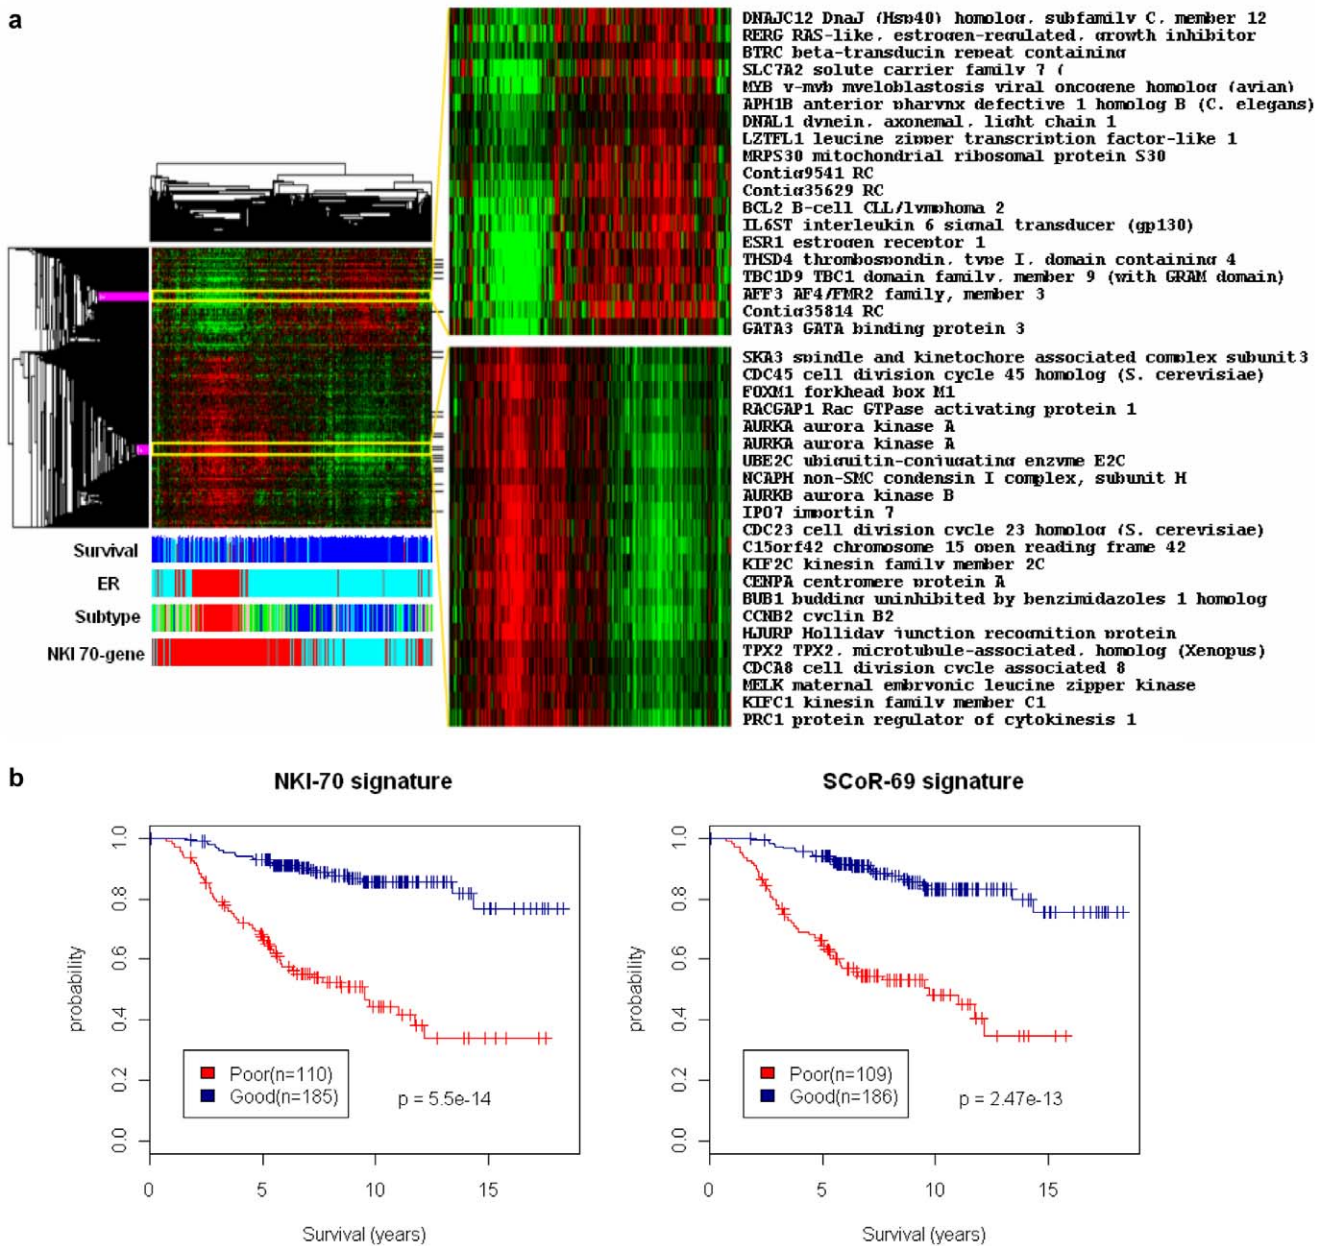 a
DNAJC12 DnaJ (Hsp40) homolog, subfamily C, member 12
RERG RAS-like, estrogen-regulated, growth inhibitor
BTRC beta-transducin repeat containing
SLC7A2 solute carrier family 7 (
MYB v-myb myeloblastosis viral oncogene homolog (avian)
APH1B anterior pharynx defective 1 homolog B (C. elegans)
DNAL1 dynein, axonemal, light chain 1
LZTFL1 leucine zipper transcription factor-like 1
MRPS30 mitochondrial ribosomal protein S30
Contig9541 RC
Contig35629 RC
BCL2 B-cell CLL/lymphoma 2
IL6ST interleukin 6 signal transducer (gp130)
ESR1 estrogen receptor 1
THSD4 thrombospondin, type I, domain containing 4
TBC1D9 TBC1 domain family, member 9 (with GRAM domain)
AFF3 AF4/FMR2 family, member 3
Contig35814 RC
GATA3 GATA binding protein 3
SKA3 spindle and kinetochore associated complex subunit3
CDC45 cell division cycle 45 homolog (S. cerevisiae)
FOXM1 forkhead box M1
RACGAP1 Rac GTPase activating protein 1
AURKA aurora kinase A
AURKA aurora kinase A
UBE2C ubiquitin-conjugating enzyme E2C
NCAPH non-SMC condensin I complex, subunit H
AURKB aurora kinase B
IPO7 importin 7
CDC23 cell division cycle 23 homolog (S. cerevisiae)
C15orf42 chromosome 15 open reading frame 42
KIF2C kinesin family member 2C
CENPA centromere protein A
BUB1 budding uninhibited by benzimidazoles 1 homolog
CCNB2 cyclin B2
HJURP Holliday junction recognition protein
TPX2 TPX2, microtubule-associated, homolog (Xenopus)
CDCA8 cell division cycle associated 8
MELK maternal embryonic leucine zipper kinase
KIFC1 kinesin family member C1
PRC1 protein regulator of cytokinesis 1
Survival
ER
Subtype
NKI 70-gene
b
NKI-70 signature
probability
1.0
0.8
0.6
0.4
0.2
0.0
Poor(n=110)
Good(n=185)
p = 5.5e-14
0 5 10 15
Survival (years)
SCoR-69 signature
probability
1.0
0.8
0.6
0.4
0.2
0.0
Poor(n=109)
Good(n=186)
p = 2.47e-13
0 5 10 15
Survival (years)